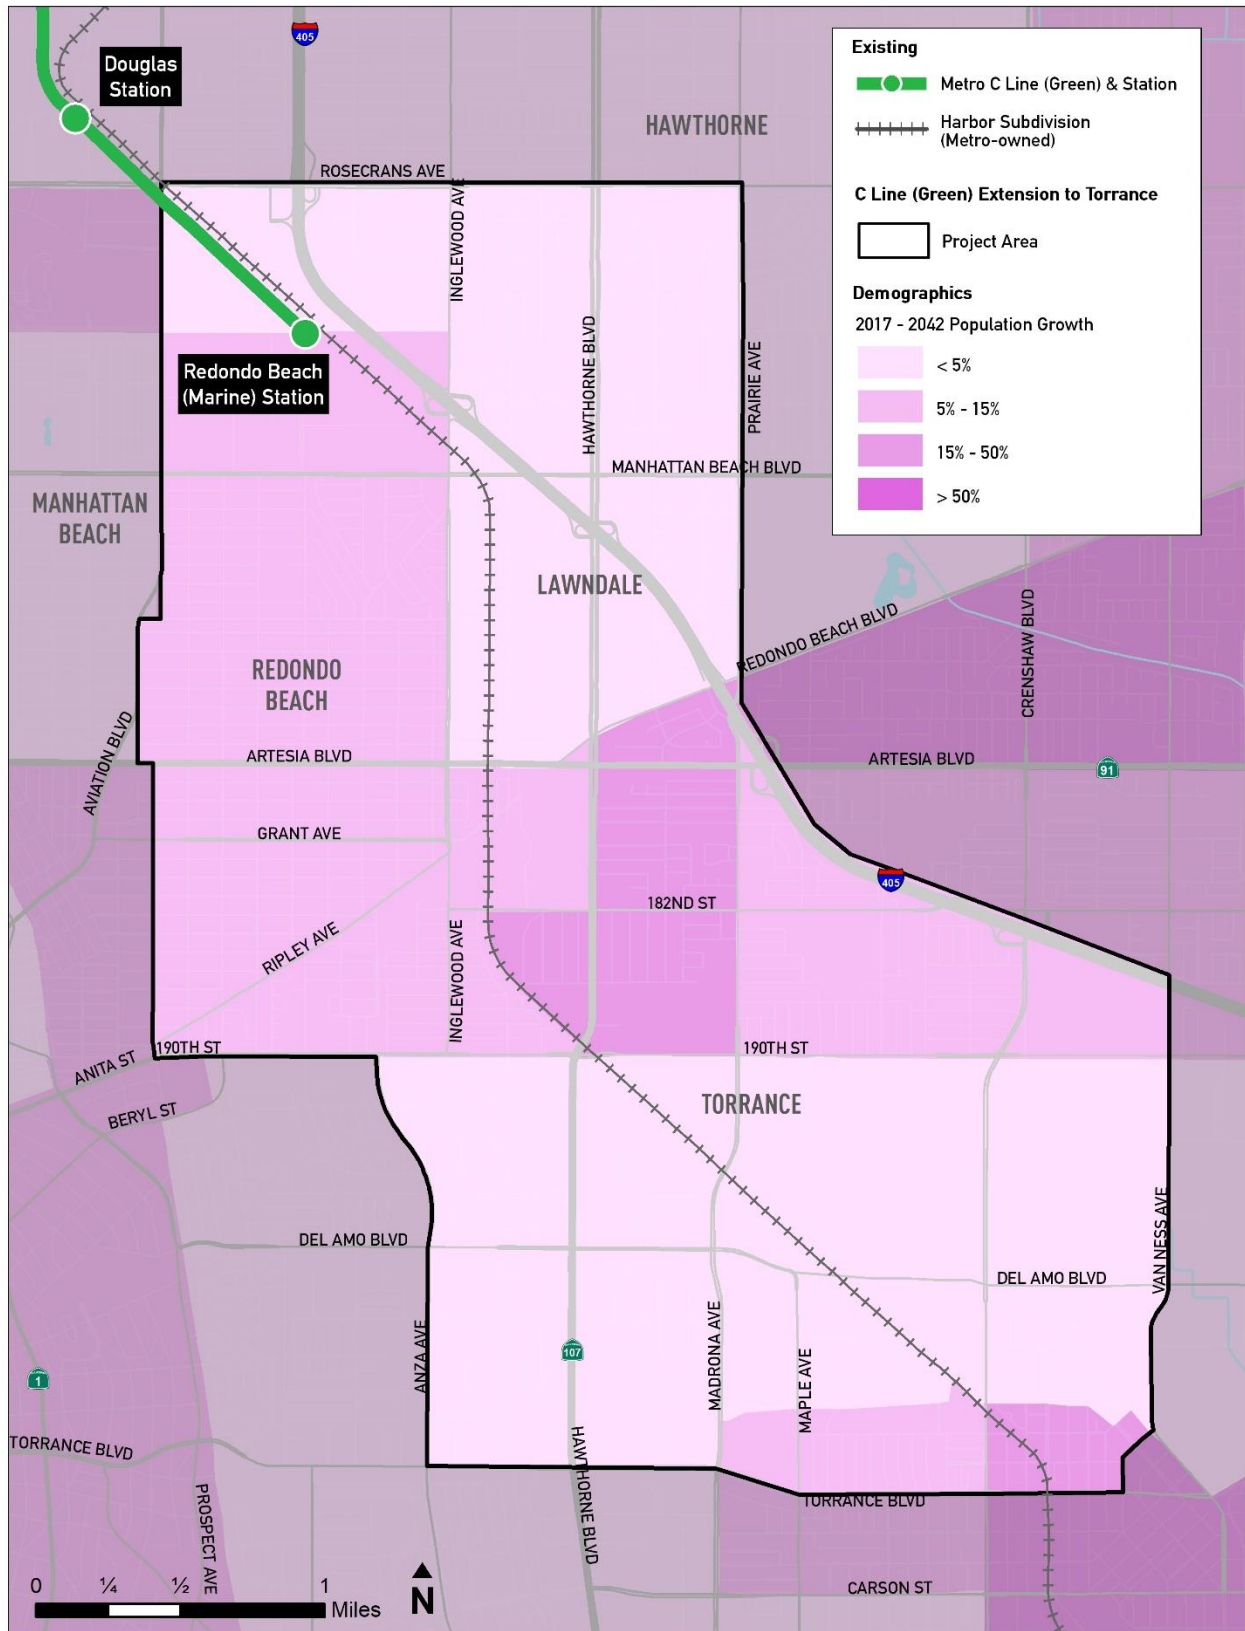 405
Douglas
Station
HAWTHORNE
Existing
Metro C Line (Green) & Station
Harbor Subdivision
(Metro-owned)
C Line (Green) Extension to Torrance
Project Area
Demographics
2017 - 2042 Population Growth
< 5%
5% - 15%
15% - 50%
> 50%
ROSECRANS AVE
INGLEWOOD AVE
HAWTHORNE BLVD
PRAIRIE AVE
Redondo Beach
(Marine) Station
MANHATTAN BEACH BLVD
MANHATTAN
BEACH
LAWNDALE
REDONDO BEACH BLVD
CRENSHAW BLVD
REDONDO
BEACH
AVIATION BLVD
ARTESIA BLVD
ARTESIA BLVD
91
GRANT AVE
405
182ND ST
RIPLEY AVE
INGLEWOOD AVE
190TH ST
190TH ST
ANITA ST
BERYL ST
TORRANCE
VAN NESS AVE
DEL AMO BLVD
DEL AMO BLVD
ANZA AVE
107
MADRONA AVE
MAPLE AVE
1
TORRANCE BLVD
HAWTHORNE BLVD
TORRANCE BLVD
PROSPECT AVE
CARSON ST
0 ¼ ½ 1
Miles
N